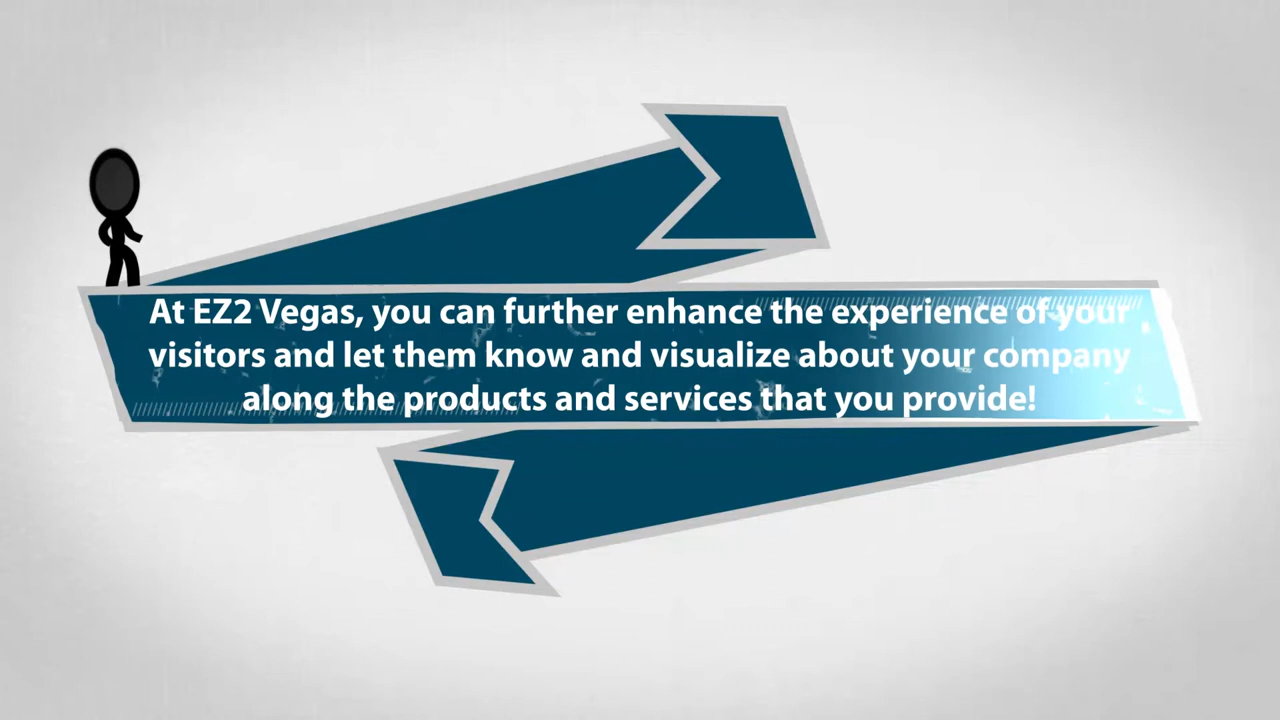 At EZ2 Vegas, you can further enhance the experience of your
visitors and let them know and visualize about your company
along the products and services that you provide!